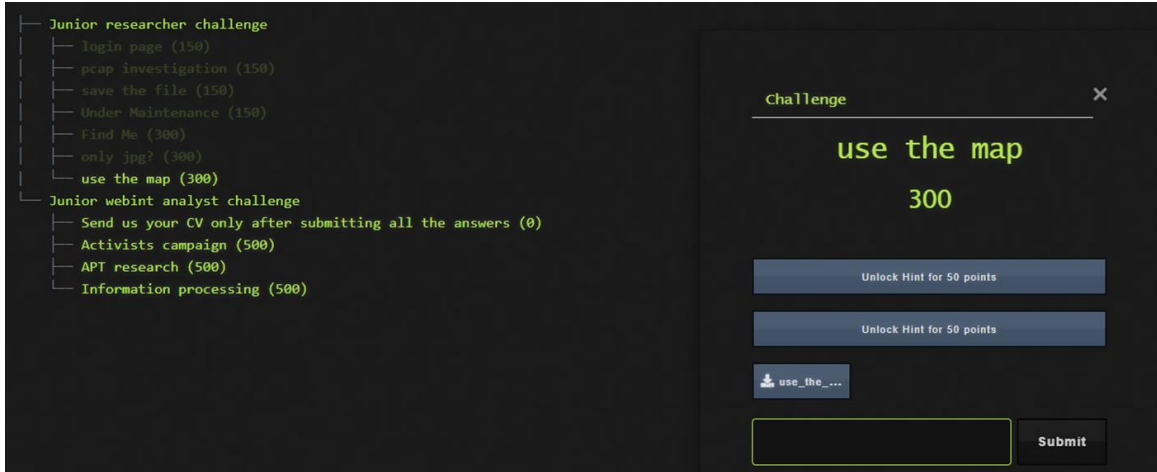 Junior researcher challenge
login page (150)
pcap investigation (150)
save the file (150)
Under Maintenance (150)
Find Me (300)
only jpg? (300)
use the map (300)
Junior webint analyst challenge
Send us your CV only after submitting all the answers (0)
Activists campaign (500)
APT research (500)
Information processing (500)
Challenge
×
use the map
300
Unlock Hint for 50 points
Unlock Hint for 50 points
use_the_...
Submit